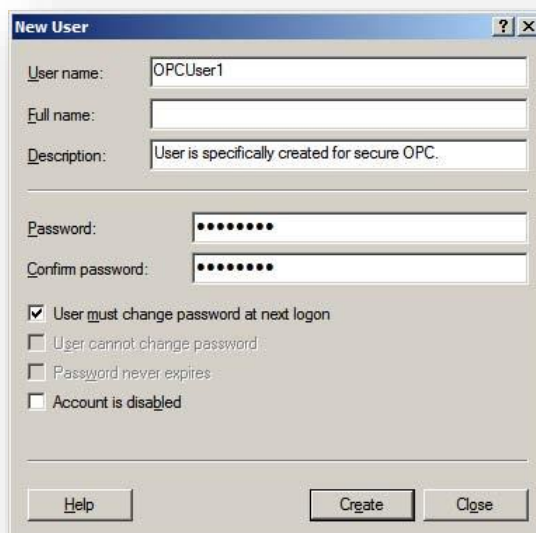 New User
User name: OPCUser1
Full name:
Description: User is specifically created for secure OPC.
Password: ••••••••
Confirm password: ••••••••
User must change password at next logon
User cannot change password
Password never expires
Account is disabled
Help Create Close